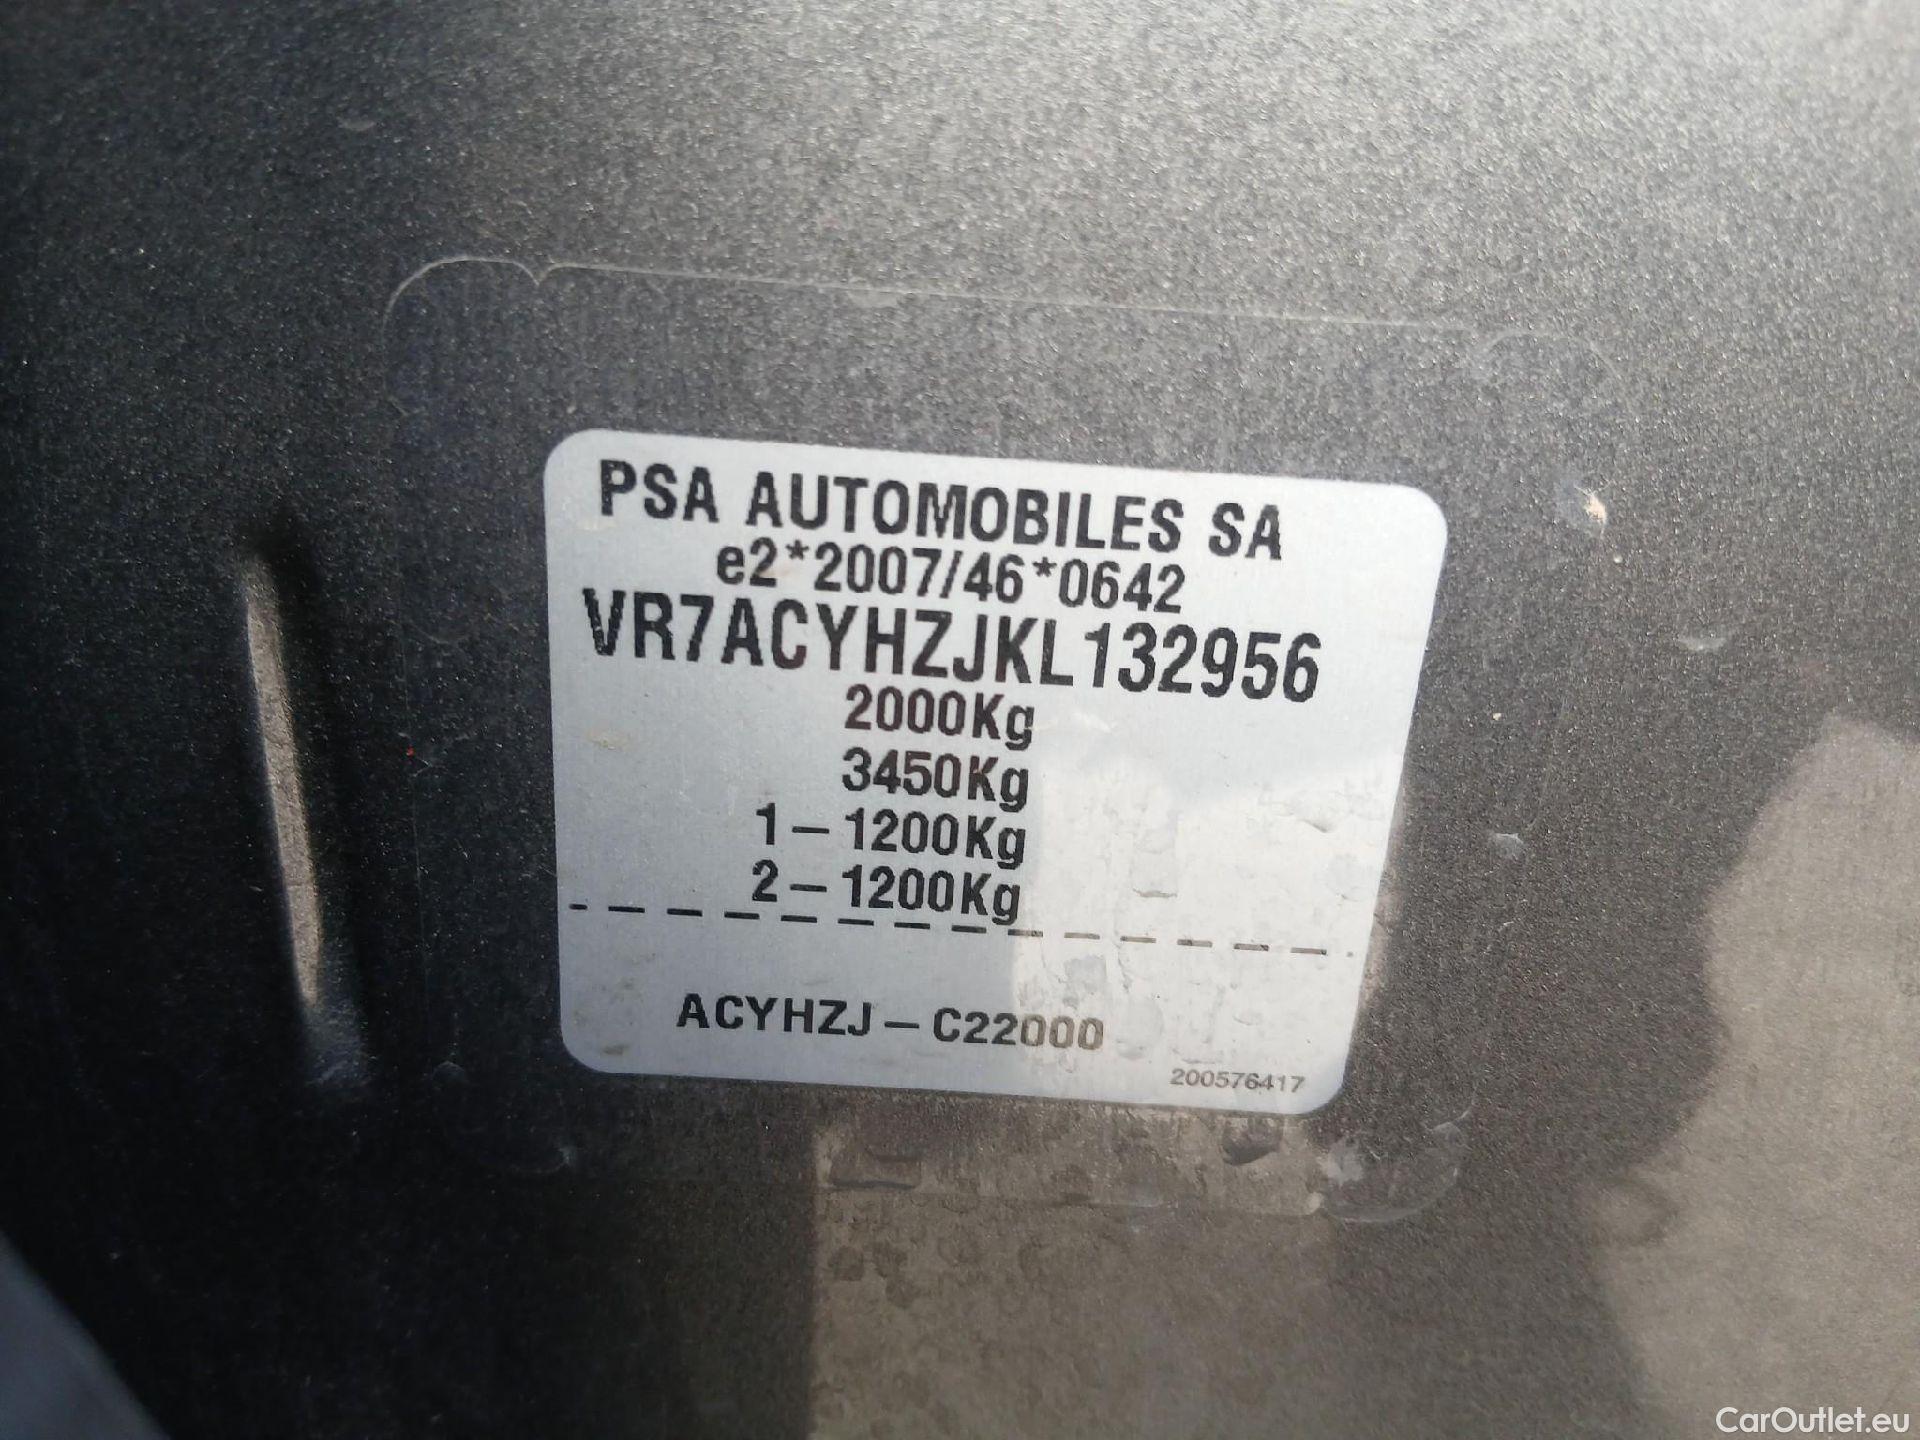 PSA AUTOMOBILES SA
e2*2007/46*0642
VR7ACYHZJKL132956
2000Kg
3450Kg
1-1200Kg
2-1200Kg
ACYHZJ-C22000
200576417
CarOutlet.eu